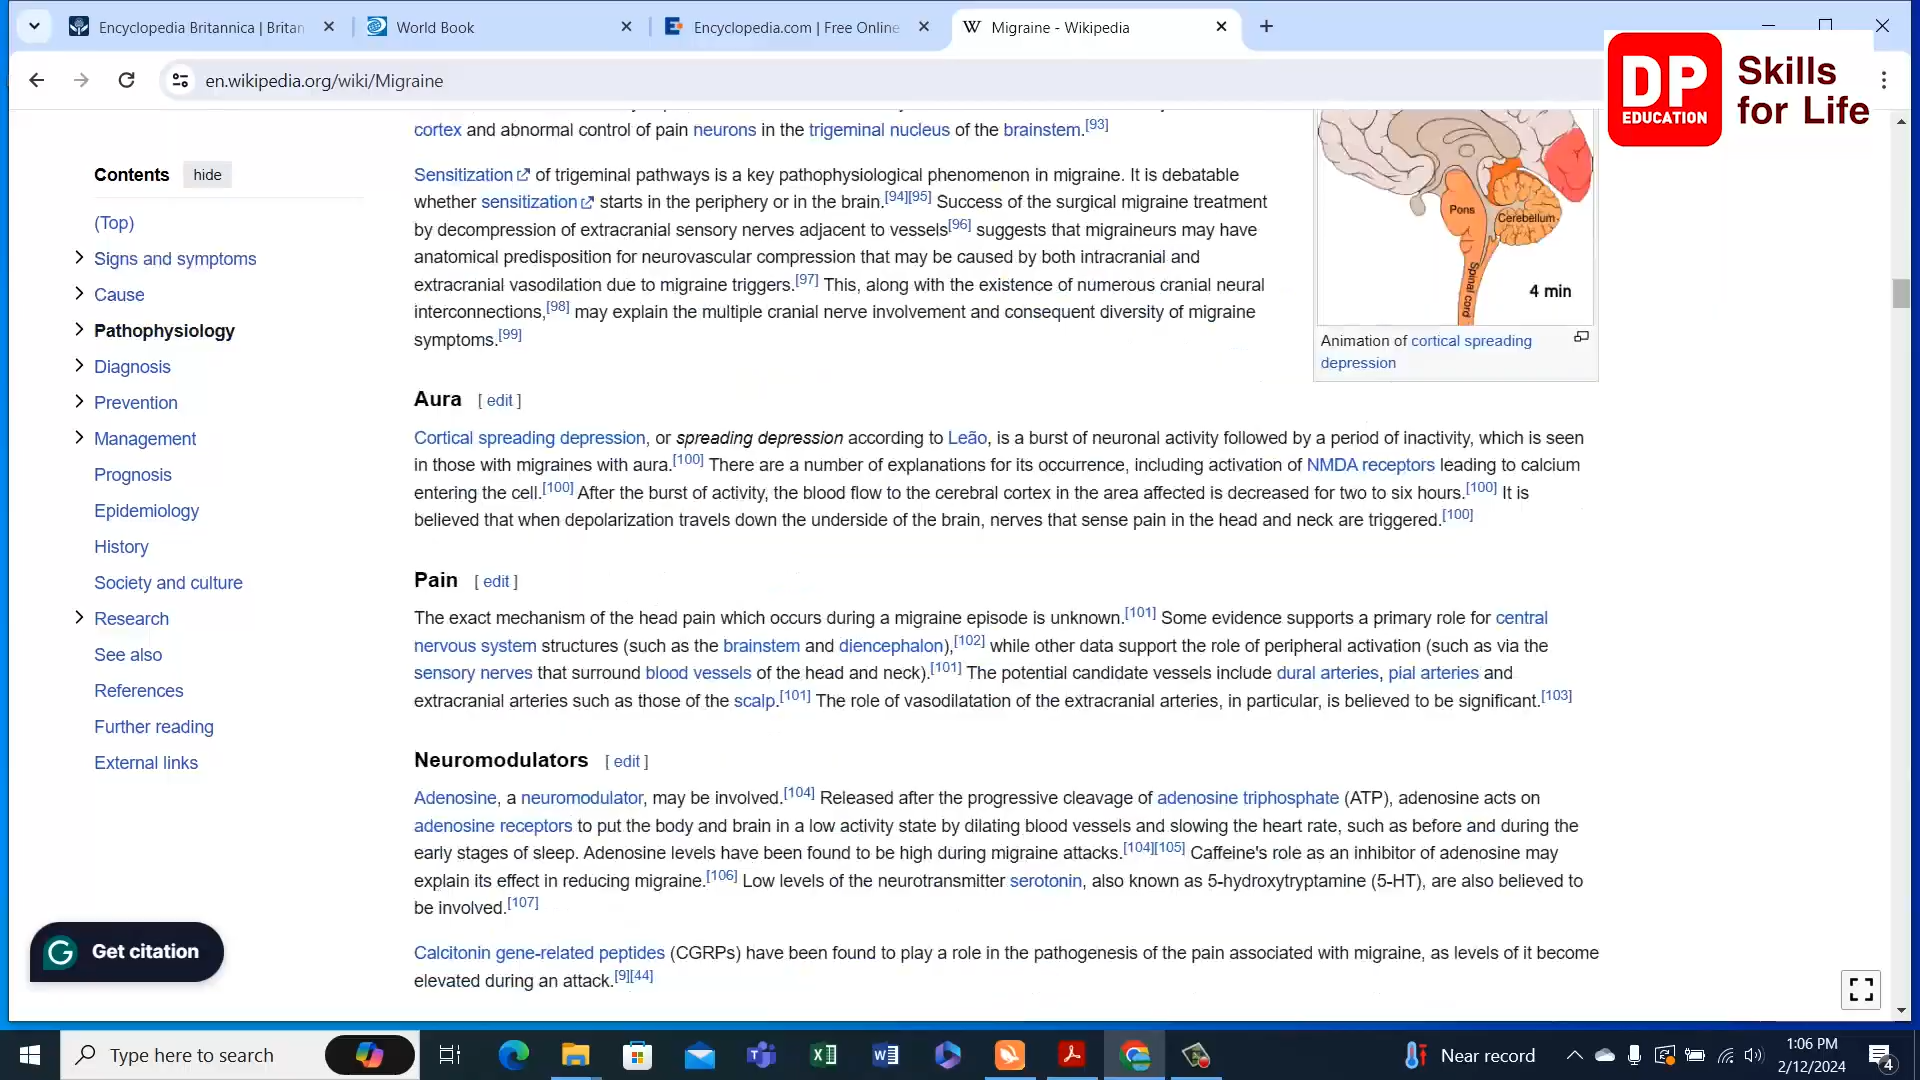 Encyclopedia Britannica | Britan
World Book
Encyclopedia.com | Free Online
Migraine - Wikipedia
en.wikipedia.org/wiki/Migraine
DP
EDUCATION
Skills
for Life
Contents
hide
(Top)
Signs and symptoms
Cause
Pathophysiology
Diagnosis
Prevention
Management
Prognosis
Epidemiology
History
Society and culture
Research
See also
References
Further reading
External links
cortex and abnormal control of pain neurons in the trigeminal nucleus of the brainstem.[93]
Sensitization of trigeminal pathways is a key pathophysiological phenomenon in migraine. It is debatable
whether sensitization starts in the periphery or in the brain.[94][95] Success of the surgical migraine treatment
by decompression of extracranial sensory nerves adjacent to vessels[96] suggests that migraineurs may have
anatomical predisposition for neurovascular compression that may be caused by both intracranial and
extracranial vasodilation due to migraine triggers.[97] This, along with the existence of numerous cranial neural
interconnections,[98] may explain the multiple cranial nerve involvement and consequent diversity of migraine
symptoms.[99]
Pons
Cerebellum
Spinal cord
4 min
Animation of cortical spreading
depression
Aura [ edit ]
Cortical spreading depression, or spreading depression according to Leão, is a burst of neuronal activity followed by a period of inactivity, which is seen
in those with migraines with aura.[100] There are a number of explanations for its occurrence, including activation of NMDA receptors leading to calcium
entering the cell.[100] After the burst of activity, the blood flow to the cerebral cortex in the area affected is decreased for two to six hours.[100] It is
believed that when depolarization travels down the underside of the brain, nerves that sense pain in the head and neck are triggered.[100]
Pain [ edit ]
The exact mechanism of the head pain which occurs during a migraine episode is unknown.[101] Some evidence supports a primary role for central
nervous system structures (such as the brainstem and diencephalon),[102] while other data support the role of peripheral activation (such as via the
sensory nerves that surround blood vessels of the head and neck).[101] The potential candidate vessels include dural arteries, pial arteries and
extracranial arteries such as those of the scalp.[101] The role of vasodilatation of the extracranial arteries, in particular, is believed to be significant.[103]
Neuromodulators [ edit ]
Adenosine, a neuromodulator, may be involved.[104] Released after the progressive cleavage of adenosine triphosphate (ATP), adenosine acts on
adenosine receptors to put the body and brain in a low activity state by dilating blood vessels and slowing the heart rate, such as before and during the
early stages of sleep. Adenosine levels have been found to be high during migraine attacks.[104][105] Caffeine's role as an inhibitor of adenosine may
explain its effect in reducing migraine.[106] Low levels of the neurotransmitter serotonin, also known as 5-hydroxytryptamine (5-HT), are also believed to
be involved.[107]
Calcitonin gene-related peptides (CGRPs) have been found to play a role in the pathogenesis of the pain associated with migraine, as levels of it become
elevated during an attack.[9][44]
Get citation
Type here to search
Near record
1:06 PM
2/12/2024
4